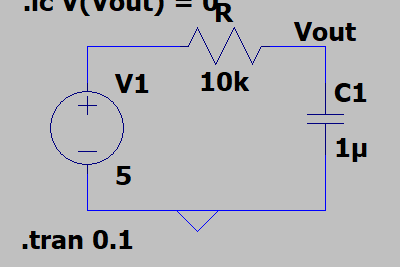 .ic V(Vout) = 0
R
Vout
V1
10k
C1
1µ
5
.tran 0.1